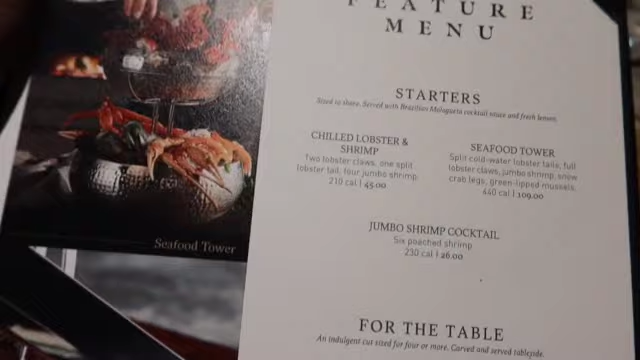 FEATURE
MENU
STARTERS
Sized to share. Served with Brazilian Malagueta cocktail sauce and fresh lemon.
CHILLED LOBSTER &
SHRIMP
Two lobster claws, one split
lobster tail, four jumbo shrimp
210 cal | 45.00
SEAFOOD TOWER
Split cold-water lobster tails, full
lobster claws, jumbo shrimp, snow
crab legs, green-lipped mussels,
440 cal | 109.00
JUMBO SHRIMP COCKTAIL
Six poached shrimp
230 cal | 26.00
Seafood Tower
FOR THE TABLE
An indulgent cut sized for four or more. Carved and served tableside.